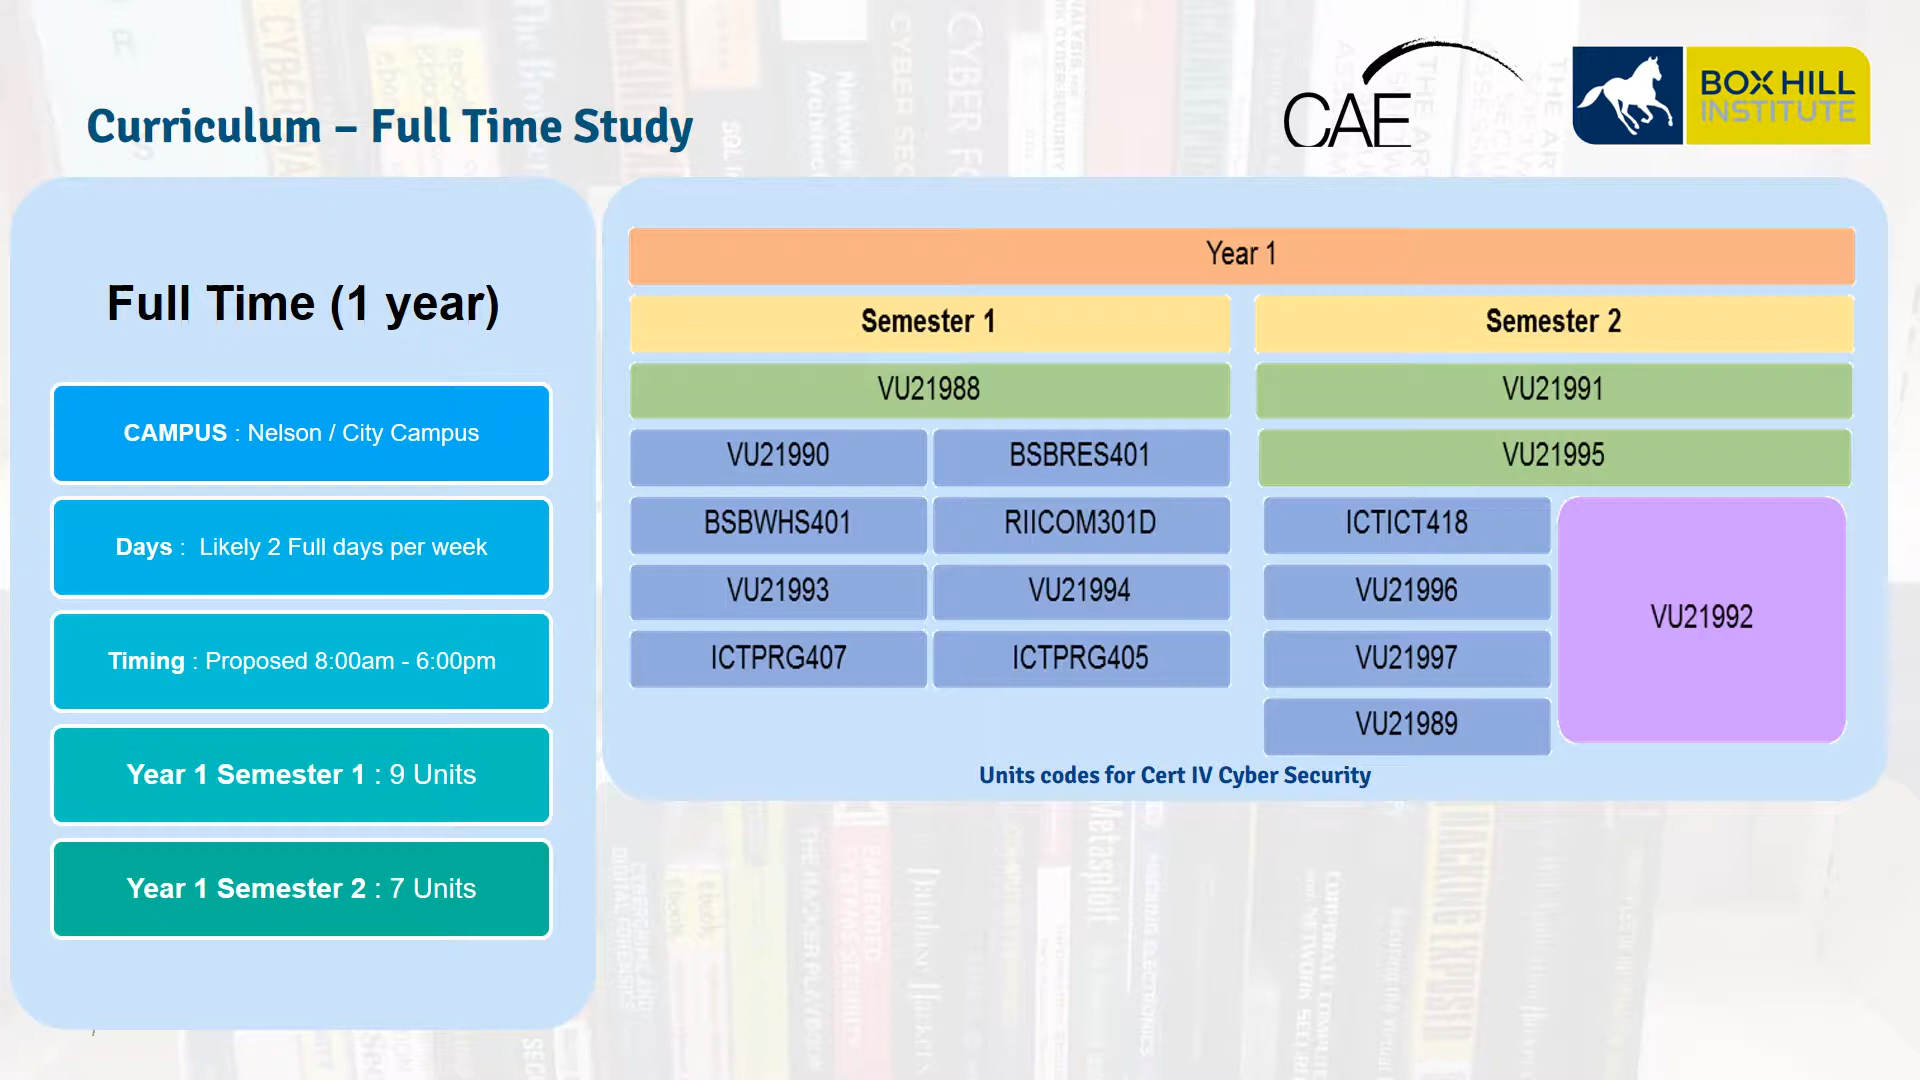 Curriculum – Full Time Study
CAE
BOX HILL
INSTITUTE
Full Time (1 year)
CAMPUS : Nelson / City Campus
Days : Likely 2 Full days per week
Timing : Proposed 8:00am - 6:00pm
Year 1 Semester 1 : 9 Units
Year 1 Semester 2 : 7 Units
Year 1
Semester 1
Semester 2
VU21988
VU21991
VU21990
BSBRES401
VU21995
BSBWHS401
RIICOM301D
ICTICT418
VU21993
VU21994
VU21996
VU21992
ICTPRG407
ICTPRG405
VU21997
VU21989
Units codes for Cert IV Cyber Security
Metasploit